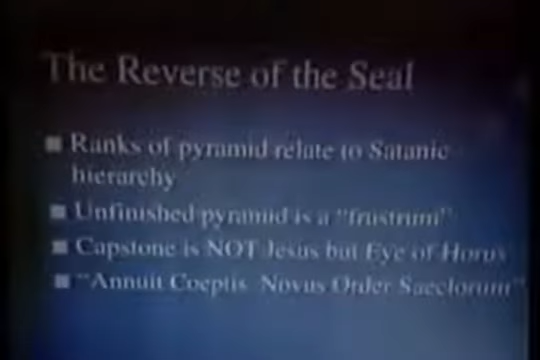 The Reverse of the Seal
■ Ranks of pyramid relate to Satanic
hierarchy
■ Unfinished pyramid is a "frustrum"
■ Capstone is NOT Jesus but Eye of Horus
■ "Annuit Coeptis Novus Order Saeclorum"